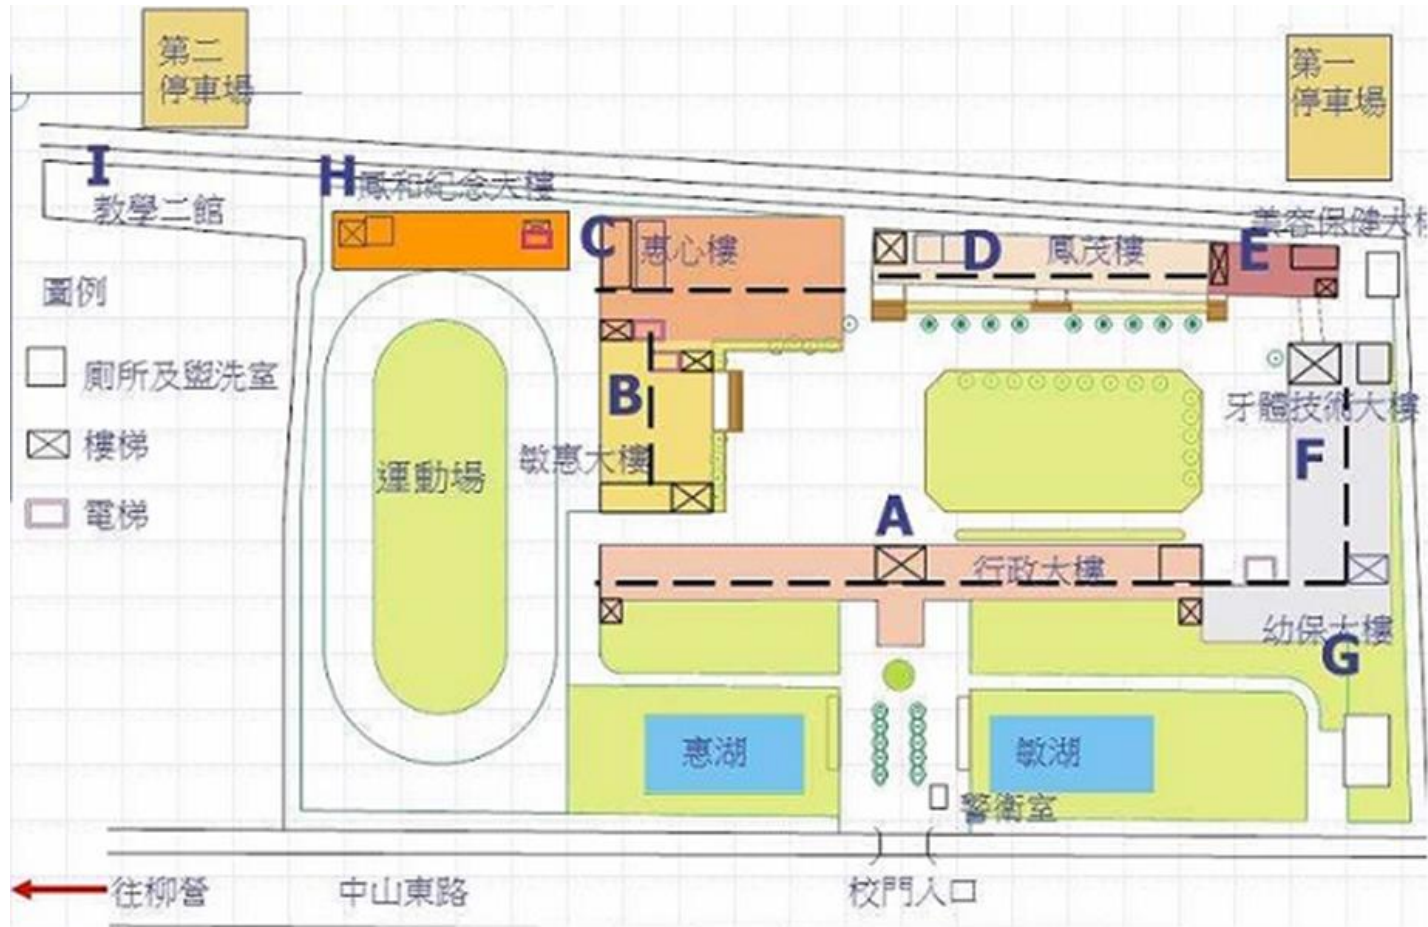 第二
停車場
第一
停車場
I
教學二館
H
鳳和紀念大樓
C
惠心樓
D
鳳茂樓
E
美容保健大樓
圖例
廁所及盥洗室
樓梯
電梯
B
敏惠大樓
運動場
牙體技術大樓
F
A
行政大樓
幼保大樓
G
惠湖
敏湖
警衛室
往柳營
中山東路
校門入口